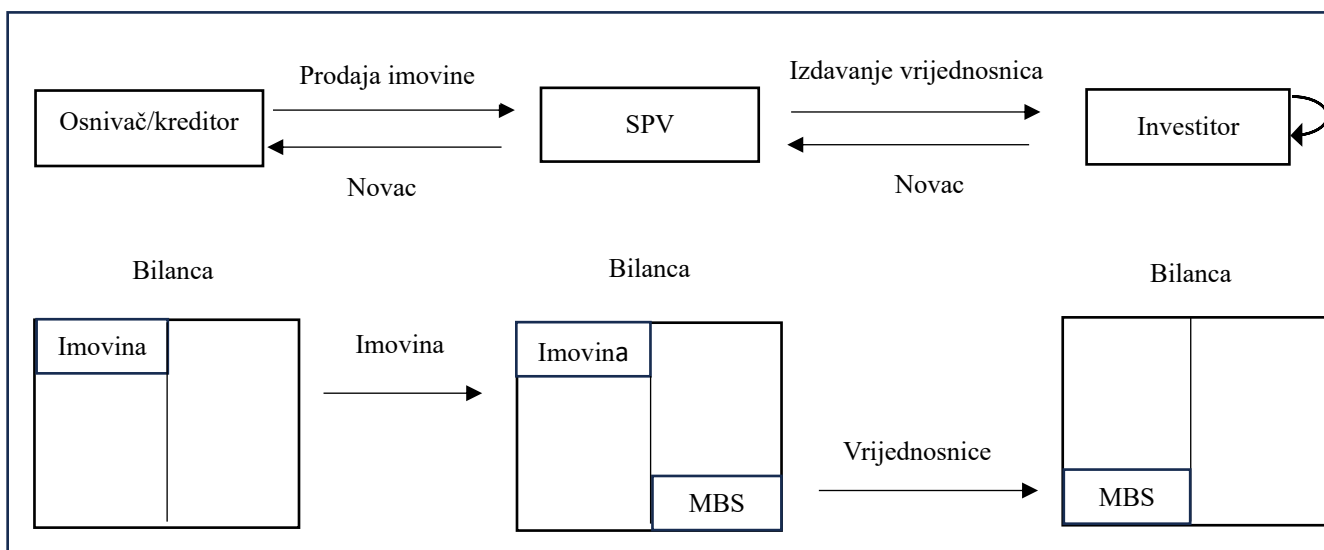 Prodaja imovine
Izdavanje vrijednosnica
Osnivač/kreditor
SPV
Investitor
Novac
Novac
Bilanca
Bilanca
Bilanca
Imovina
Imovina
Imovina
Vrijednosnice
MBS
MBS